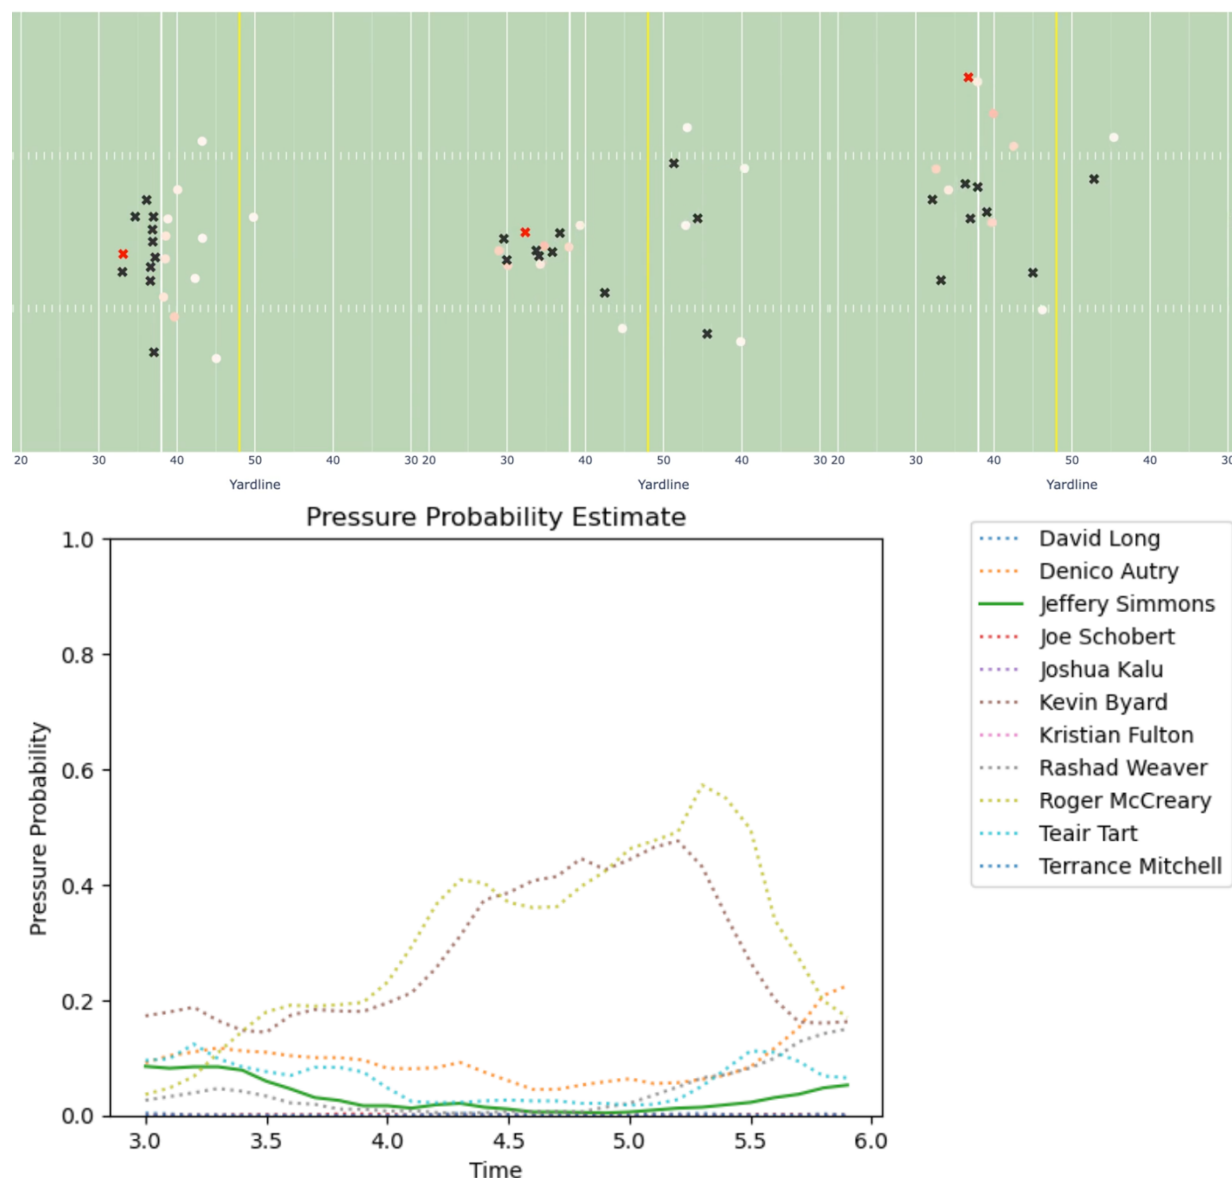 20 30 40 50 40 30 20 30 40 50 40 30 20 30 40 50 40 30
Yardline Yardline Yardline
Pressure Probability Estimate
1.0
0.8
0.6
0.4
0.2
0.0
Pressure Probability
3.0 3.5 4.0 4.5 5.0 5.5 6.0
Time
David Long
Denico Autry
Jeffery Simmons
Joe Schobert
Joshua Kalu
Kevin Byard
Kristian Fulton
Rashad Weaver
Roger McCreary
Teair Tart
Terrance Mitchell